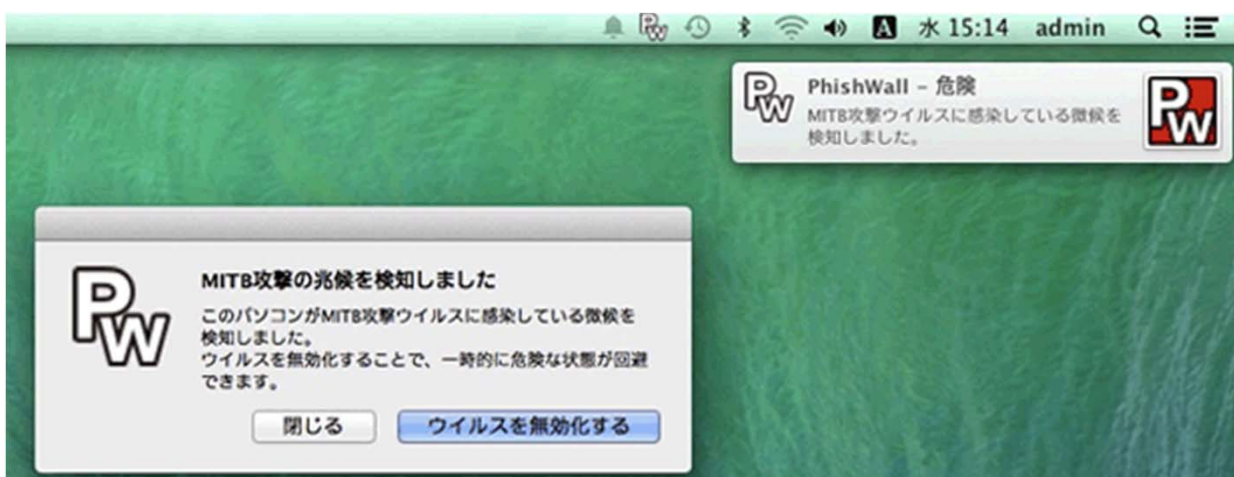 PW A 水 15:14 admin
PW PhishWall – 危険 PW
MITB攻撃ウイルスに感染している徴候を
検知しました。
PW MITB攻撃の兆候を検知しました
このパソコンがMITB攻撃ウイルスに感染している徴候を
検知しました。
ウイルスを無効化することで、一時的に危険な状態が回避
できます。
閉じる ウイルスを無効化する